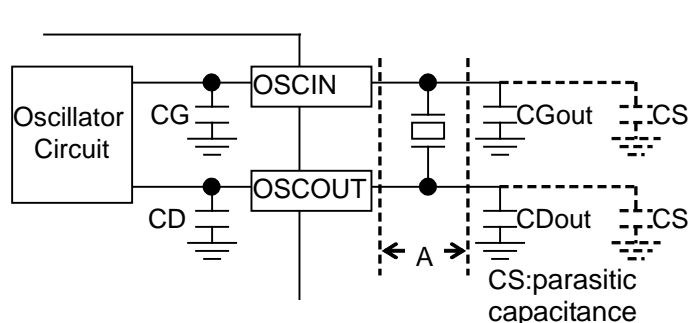 OSCIN
Oscillator
Circuit
CG
CGout
CS
OSCOUT
CD
CDout
CS
A
CS:parasitic
capacitance